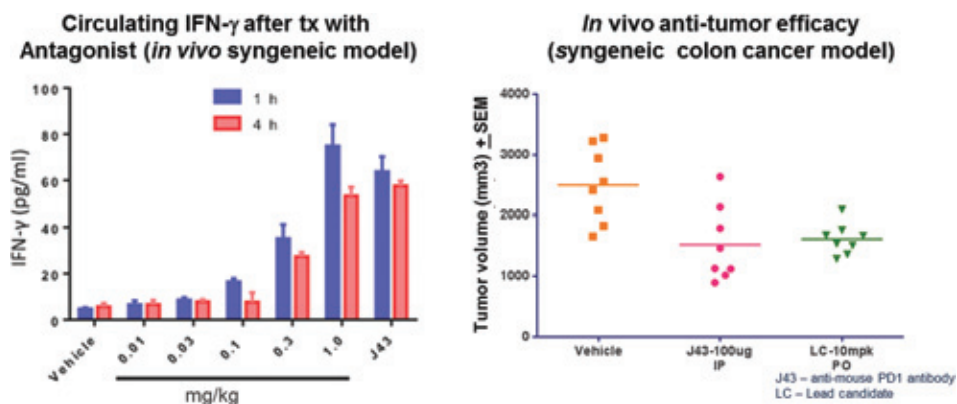 Circulating IFN-γ after tx with
Antagonist (in vivo syngeneic model)
IFN-γ (pg/ml)
100
80
60
40
20
0
1 h
4 h
Vehicle
0.01
0.03
0.1
0.3
1.0
J43
mg/kg
In vivo anti-tumor efficacy
(syngeneic colon cancer model)
Tumor volume (mm3) ± SEM
4000
3000
2000
1000
0
Vehicle
J43-100ug
IP
LC-10mpk
PO
J43 – anti-mouse PD1 antibody
LC – Lead candidate